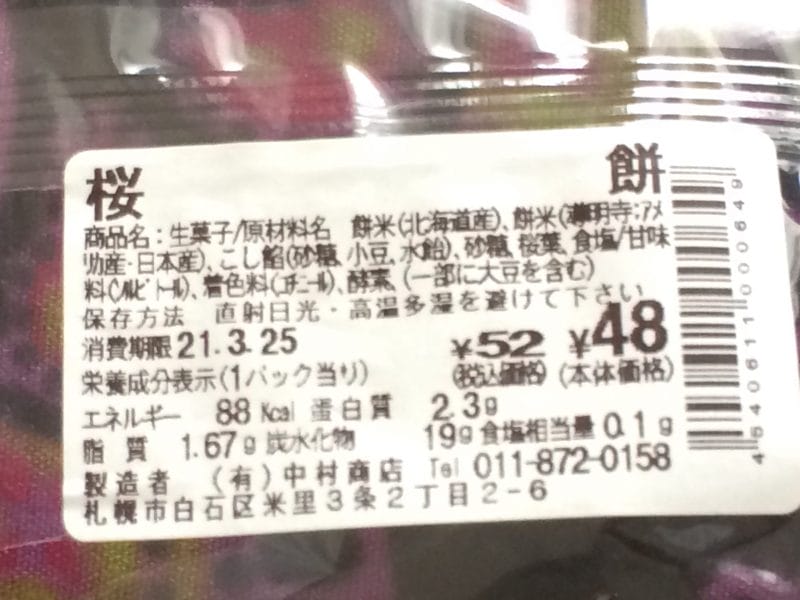 桜 餅
商品名:生菓子/原材料名 餅米(北海道産)、餅米(道明寺:アメ
リカ産・日本産)、こし餡(砂糖、小豆、水飴)、砂糖、桜葉、食塩/甘味
料(ソルビトール)、着色料(コチニール)、酵素、(一部に大豆を含む)
保存方法 直射日光・高温多湿を避けて下さい
消費期限 21.3.25 ¥52 ¥48
栄養成分表示(1パック当り) (税込価格) (本体価格)
エネルギー 88 Kcal 蛋白質 2.3g
脂質 1.67g 炭水化物 19g 食塩相当量 0.1g
製造者 (有)中村商店 Tel 011-872-0158
札幌市白石区米里3条2丁目2-6
4540611000649